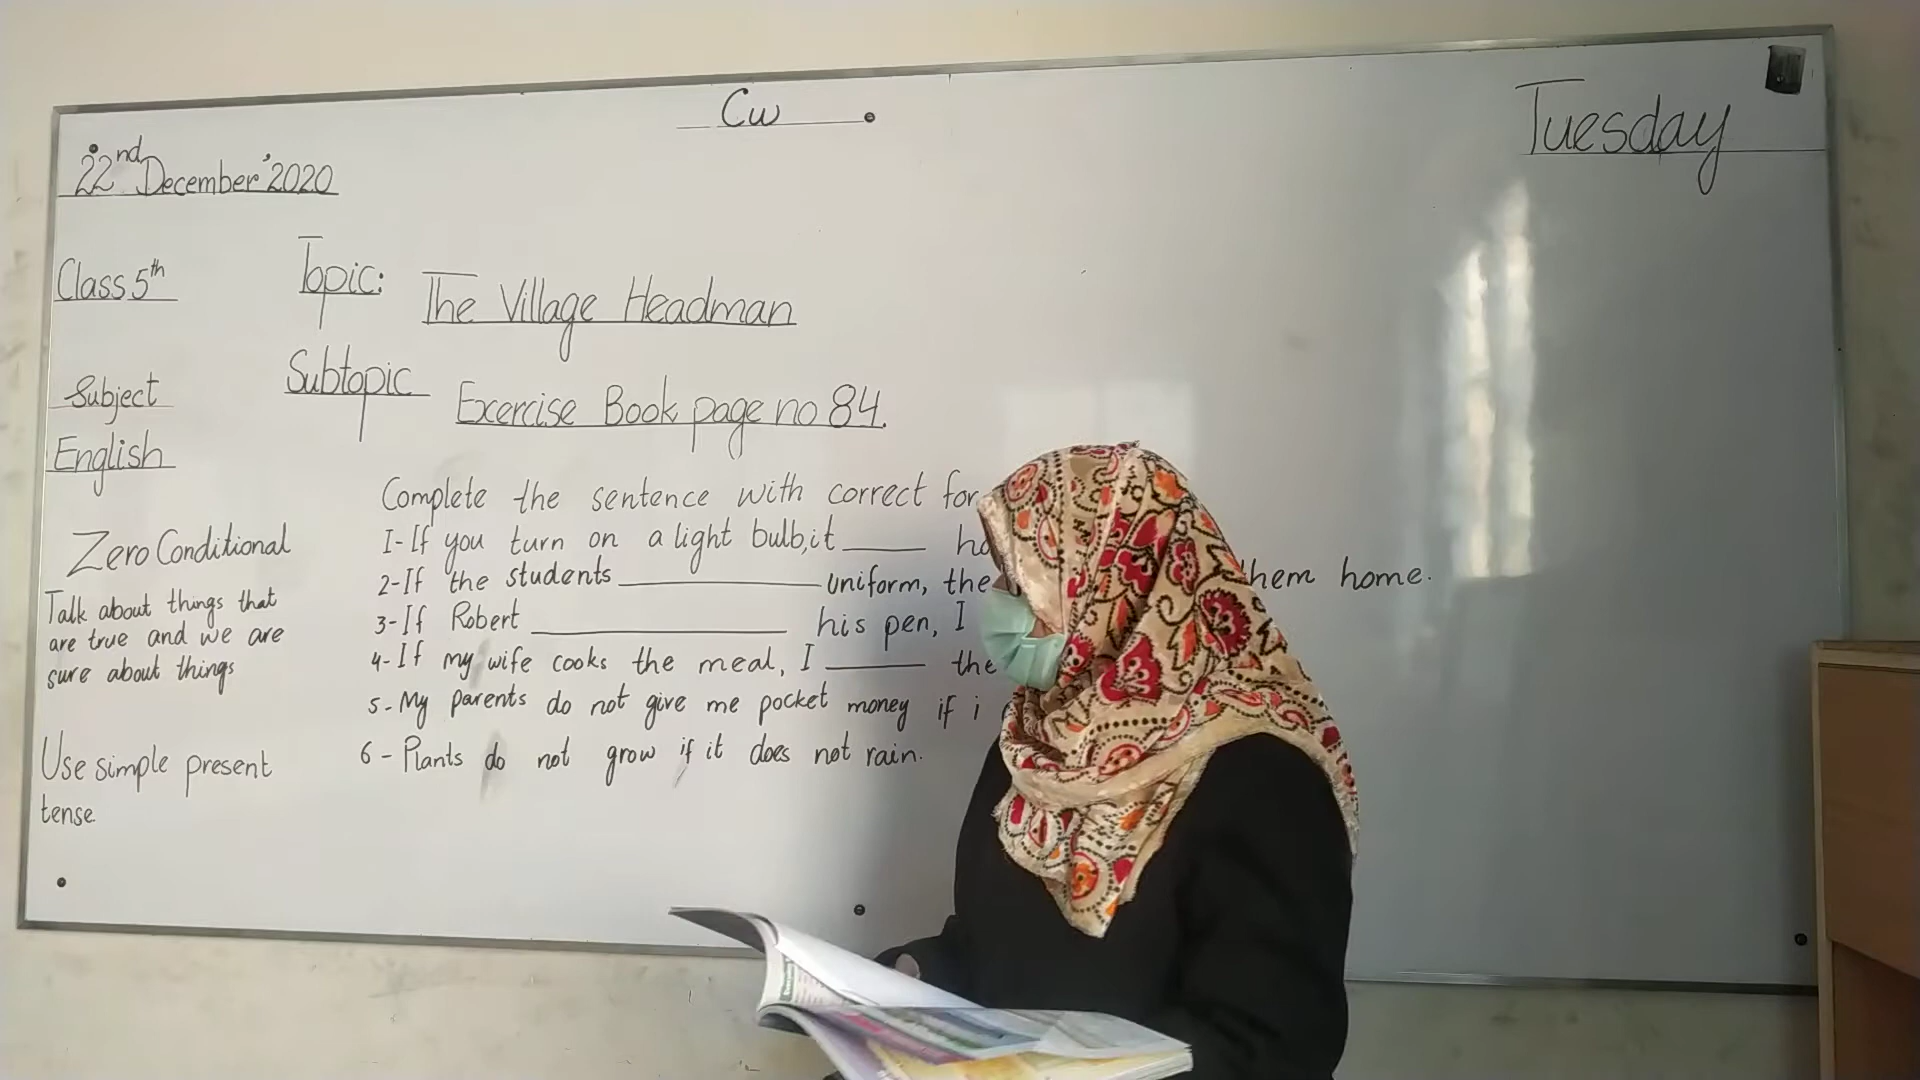 Cw
Tuesday
22nd December'2020
Class 5th
Topic: The Village Headman
Subject
English
Subtopic Exercise Book page no 84.
Zero Conditional
Talk about things that
are true and we are
sure about things
Use simple present
tense
Complete the sentence with correct
1-If you turn on a light bulb,it ____
2-If the students ____ uniform, them home.
3-If Robert ____ his pen, I
4-If my wife cooks the meal, I ____ the
5-My parents do not give me pocket money if i
6-Plants do not grow if it does not rain.